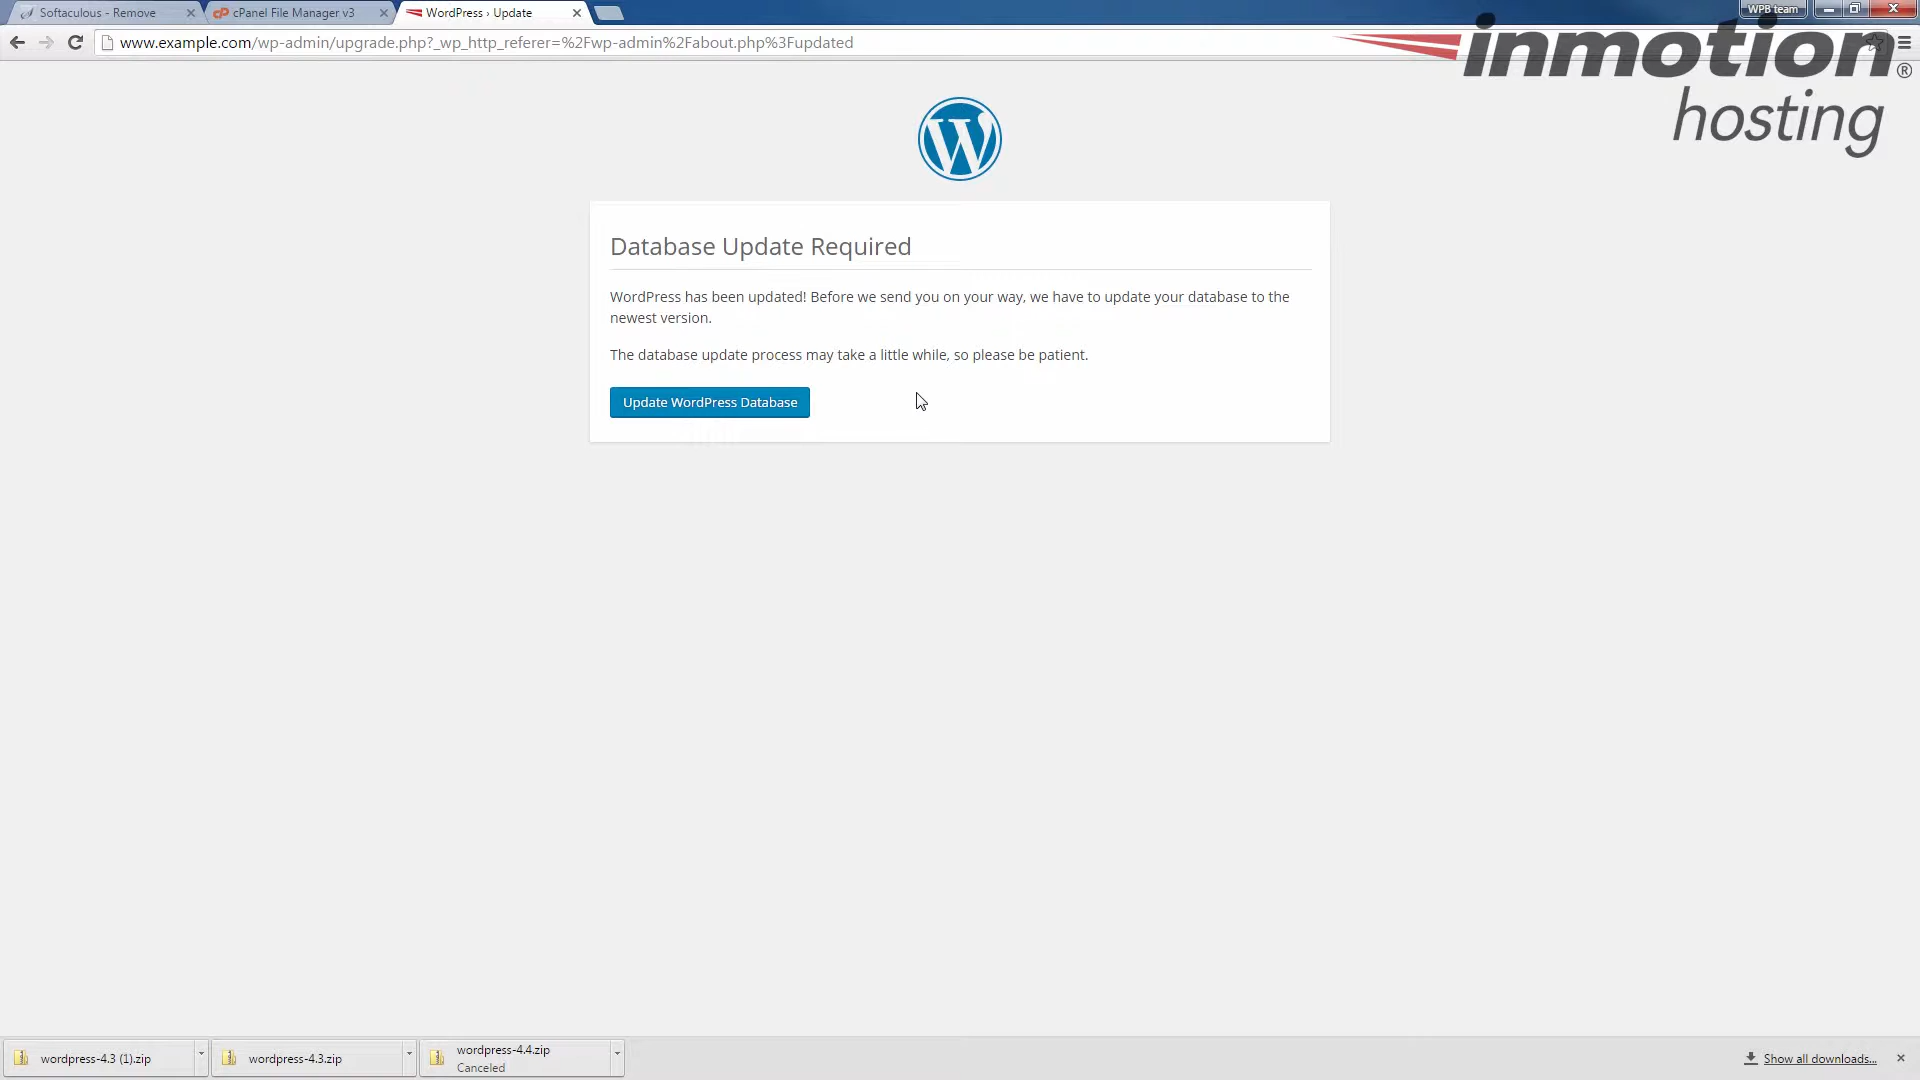 Softaculous - Remove
cPanel File Manager v3
WordPress › Update
WPB team
www.example.com/wp-admin/upgrade.php?_wp_http_referer=%2Fwp-admin%2Fabout.php%3Fupdated
inmotion®
hosting
Database Update Required
WordPress has been updated! Before we send you on your way, we have to update your database to the
newest version.
The database update process may take a little while, so please be patient.
Update WordPress Database
wordpress-4.3 (1).zip
wordpress-4.3.zip
wordpress-4.4.zip
Canceled
Show all downloads...